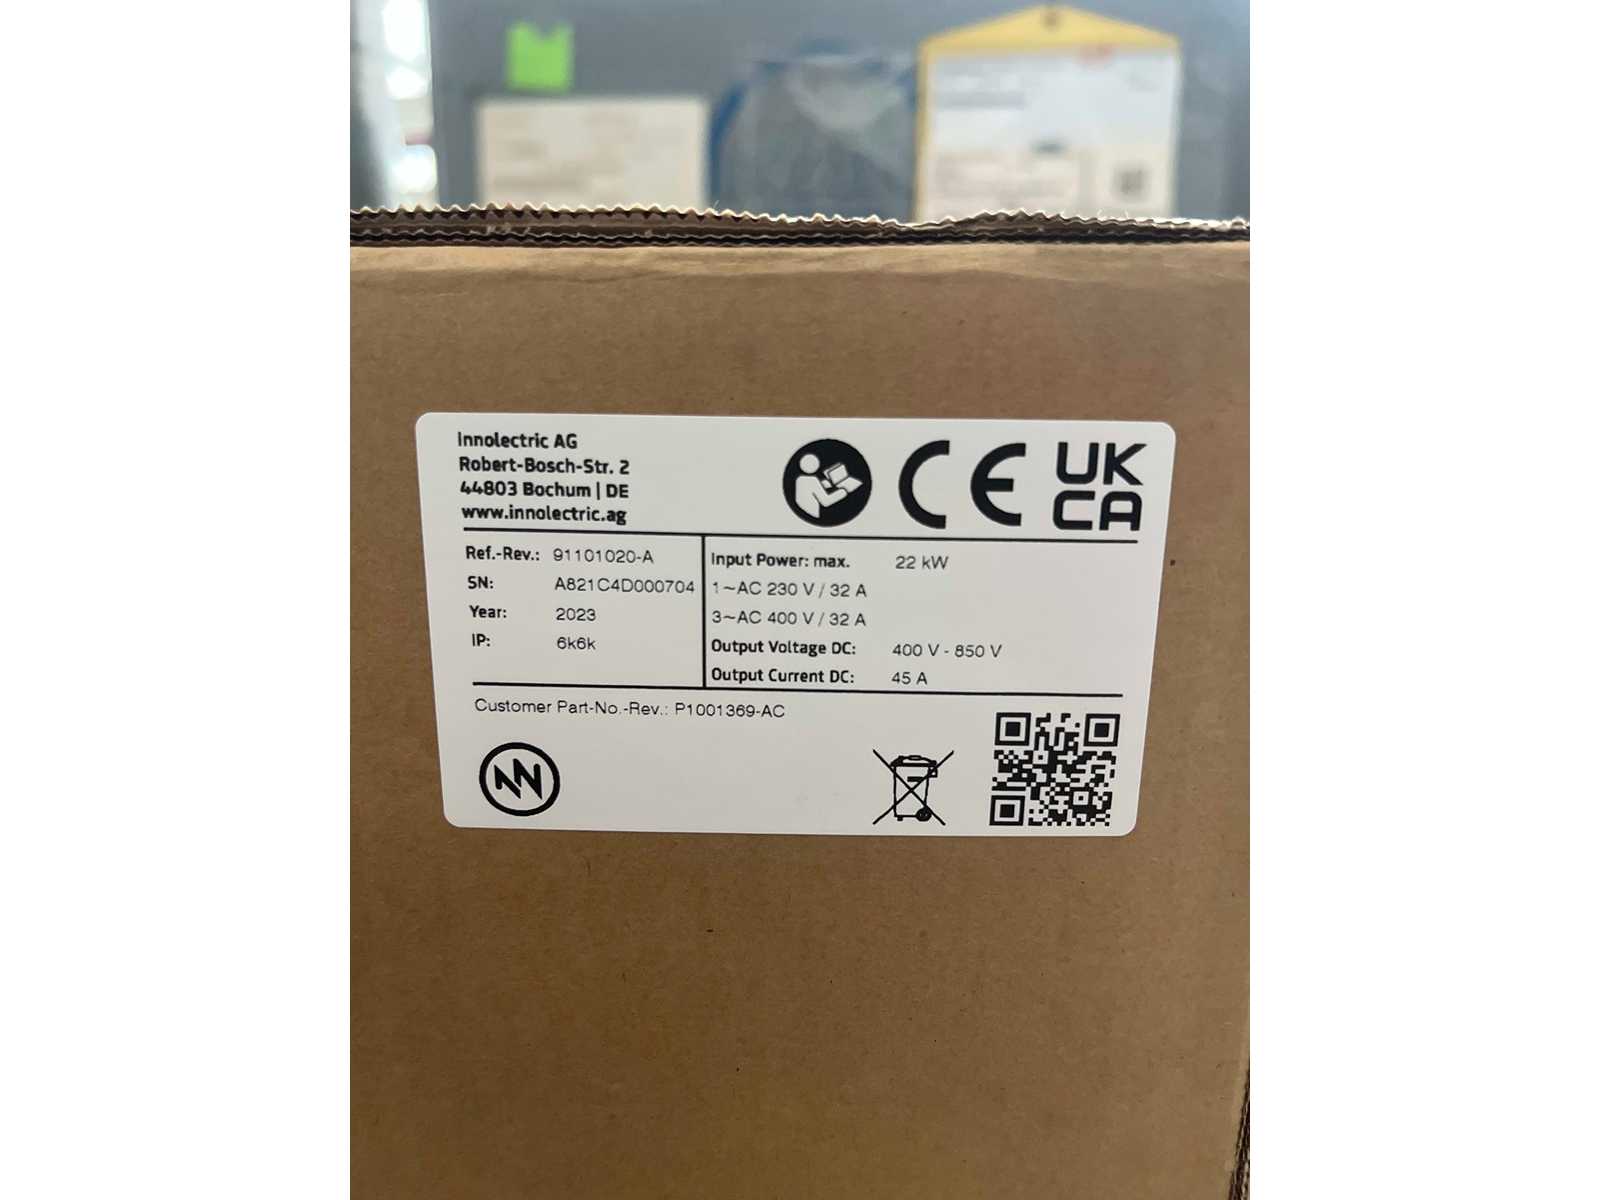 innolectric AG
Robert-Bosch-Str. 2
44803 Bochum | DE
www.innolectric.ag
CE
UK
CA
Ref.-Rev.: 91101020-A
SN: A821C4D000704
Year: 2023
IP: 6k6k
Input Power: max. 22 kW
1~AC 230 V / 32 A
3~AC 400 V / 32 A
Output Voltage DC: 400 V - 850 V
Output Current DC: 45 A
Customer Part-No.-Rev.: P1001369-AC